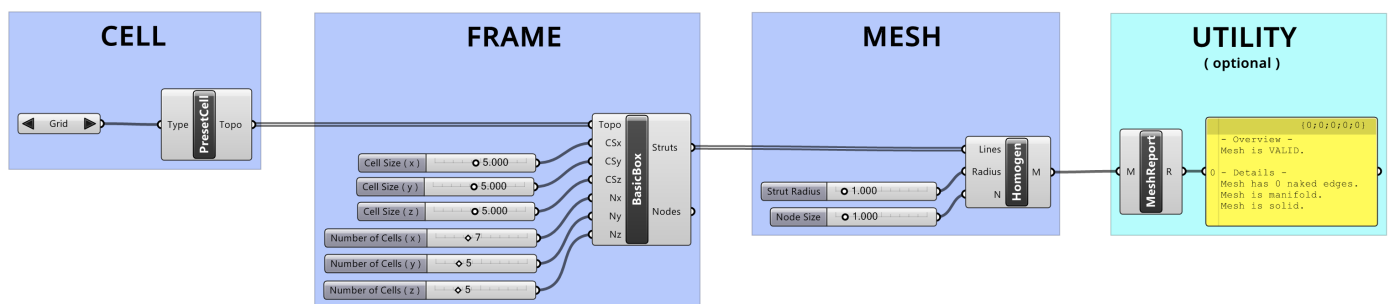 CELL
Grid
Type
PresetCell
Topo
FRAME
Cell Size ( x )
5.000
Cell Size ( y )
5.000
Cell Size ( z )
5.000
Number of Cells ( x )
7
Number of Cells ( y )
5
Number of Cells ( z )
5
Topo
CSx
CSy
CSz
Nx
Ny
Nz
BasicBox
Struts
Nodes
MESH
Strut Radius
1.000
Node Size
1.000
Lines
Radius
N
Homogen
M
UTILITY
( optional )
M
MeshReport
R
{0;0;0;0;0}
0
- Overview -
Mesh is VALID.
- Details -
Mesh has 0 naked edges.
Mesh is manifold.
Mesh is solid.